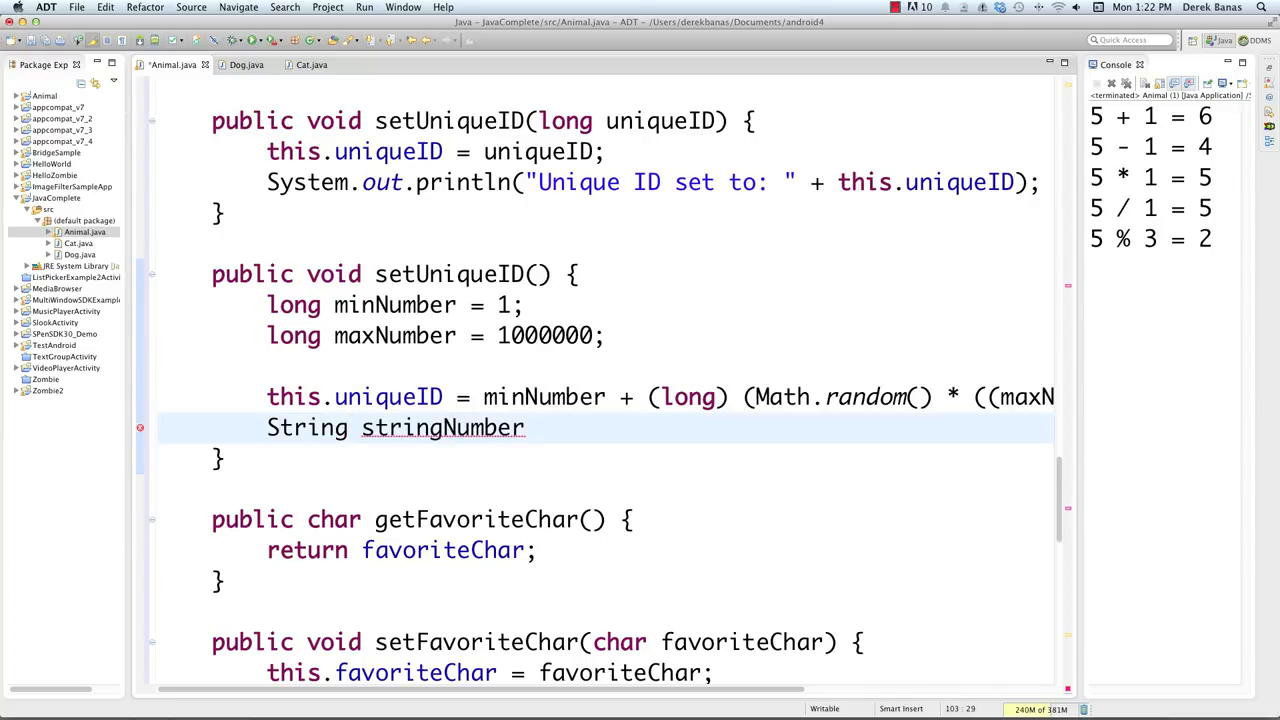 ADT File Edit Refactor Source Navigate Search Project Run Window Help
10 Mon 1:22 PM Derek Banas
Java – JavaComplete/src/Animal.java – ADT – /Users/derekbanas/Documents/android4
Quick Access Java DDMS
Package Exp
*Animal.java Dog.java Cat.java
Console
<terminated> Animal (1) [Java Application] /S
Animal
appcompat_v7
appcompat_v7_2
appcompat_v7_3
appcompat_v7_4
BridgeSample
HelloWorld
HelloZombie
ImageFilterSampleApp
JavaComplete
src
(default package)
Animal.java
Cat.java
Dog.java
JRE System Library [Ja
ListPickerExample2Activi
MediaBrowser
MultiWindowSDKExample
MusicPlayerActivity
SlookActivity
SPenSDK30_Demo
TestAndroid
TextGroupActivity
VideoPlayerActivity
Zombie
Zombie2
public void setUniqueID(long uniqueID) {
this.uniqueID = uniqueID;
System.out.println("Unique ID set to: " + this.uniqueID);
}
public void setUniqueID() {
long minNumber = 1;
long maxNumber = 1000000;
this.uniqueID = minNumber + (long) (Math.random() * ((maxN
String stringNumber
}
public char getFavoriteChar() {
return favoriteChar;
}
public void setFavoriteChar(char favoriteChar) {
this.favoriteChar = favoriteChar;
5 + 1 = 6
5 - 1 = 4
5 * 1 = 5
5 / 1 = 5
5 % 3 = 2
Writable Smart Insert 103 : 29 240M of 381M